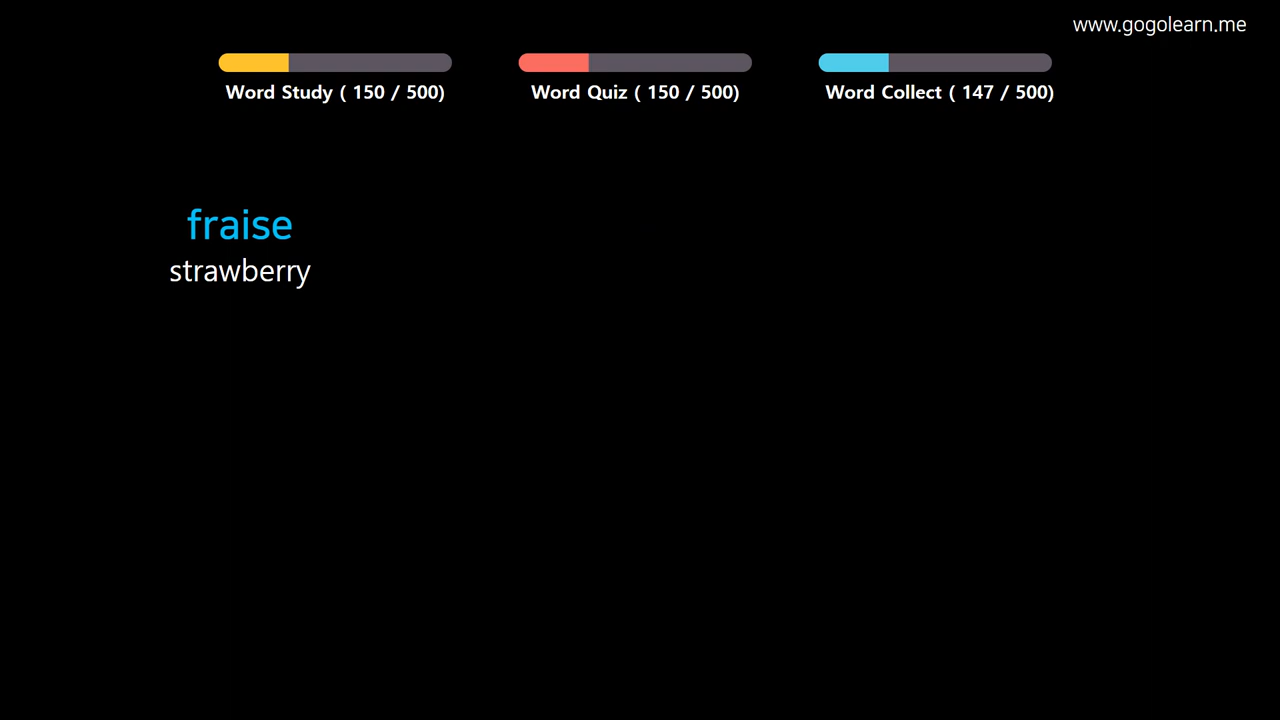 www.gogolearn.me
Word Study ( 150 / 500)
Word Quiz ( 150 / 500)
Word Collect ( 147 / 500)
fraise
strawberry